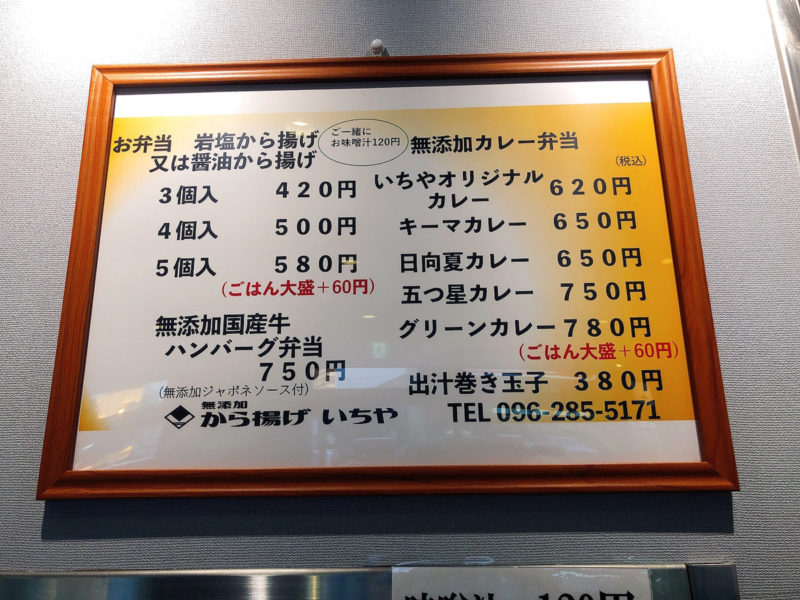 お弁当 岩塩から揚げ
又は醤油から揚げ
ご一緒に
お味噌汁120円
3個入 420円
4個入 500円
5個入 580円
(ごはん大盛+60円)
無添加国産牛
ハンバーグ弁当
750円
(無添加ジャポネソース付)
無添加
から揚げ いちや
無添加カレー弁当
(税込)
いちやオリジナル
カレー 620円
キーマカレー 650円
日向夏カレー 650円
五つ星カレー 750円
グリーンカレー 780円
(ごはん大盛+60円)
出汁巻き玉子 380円
TEL 096-285-5171